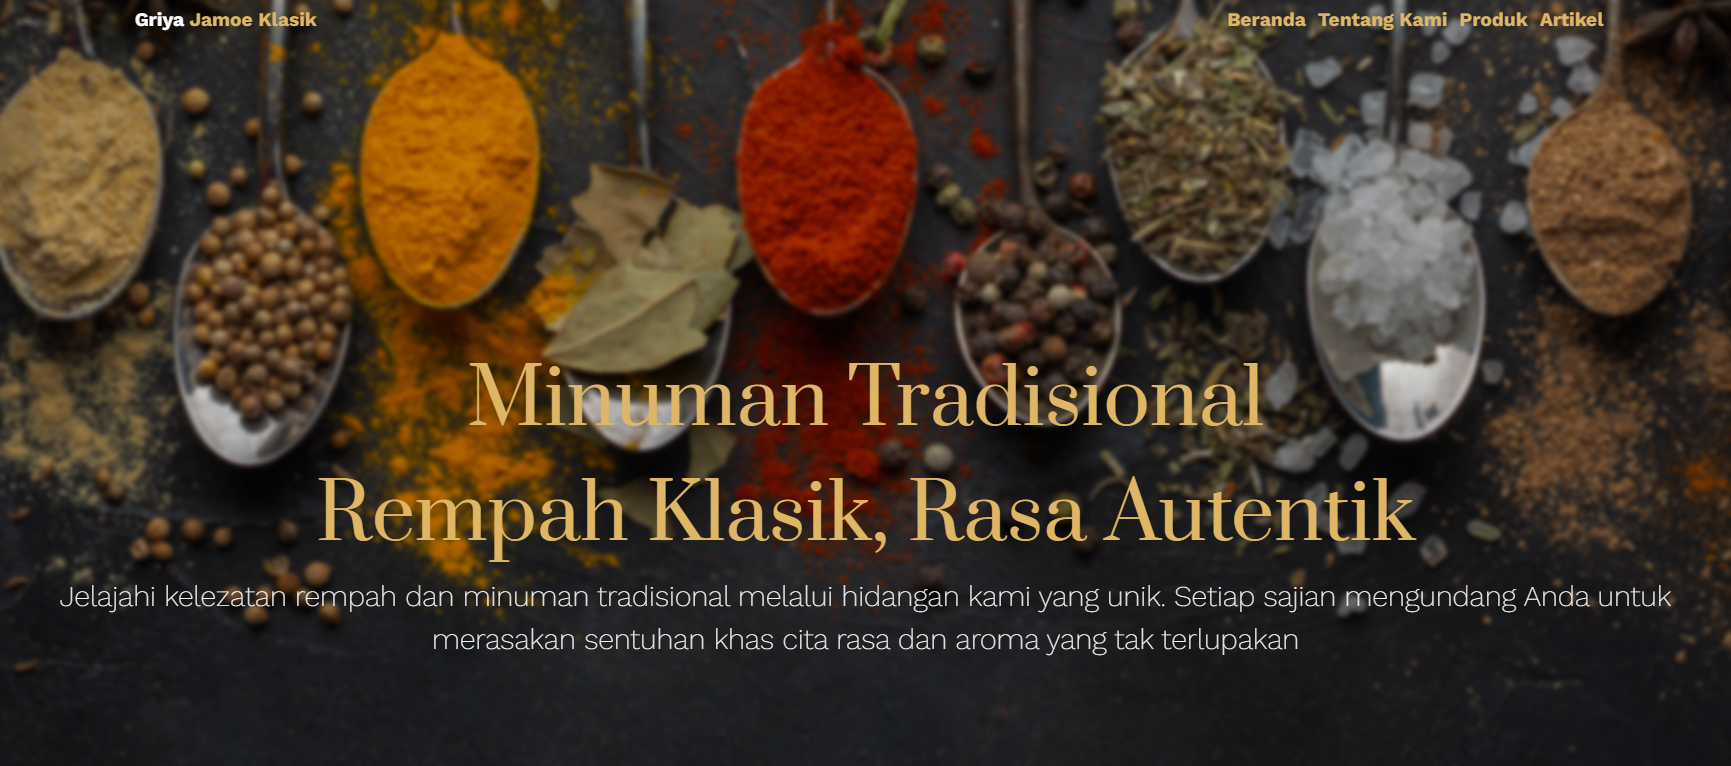 Griya Jamoe Klasik
Beranda Tentang Kami Produk Artikel
Minuman Tradisional
Rempah Klasik, Rasa Autentik
Jelajahi kelezatan rempah dan minuman tradisional melalui hidangan kami yang unik. Setiap sajian mengundang Anda untuk
merasakan sentuhan khas cita rasa dan aroma yang tak terlupakan